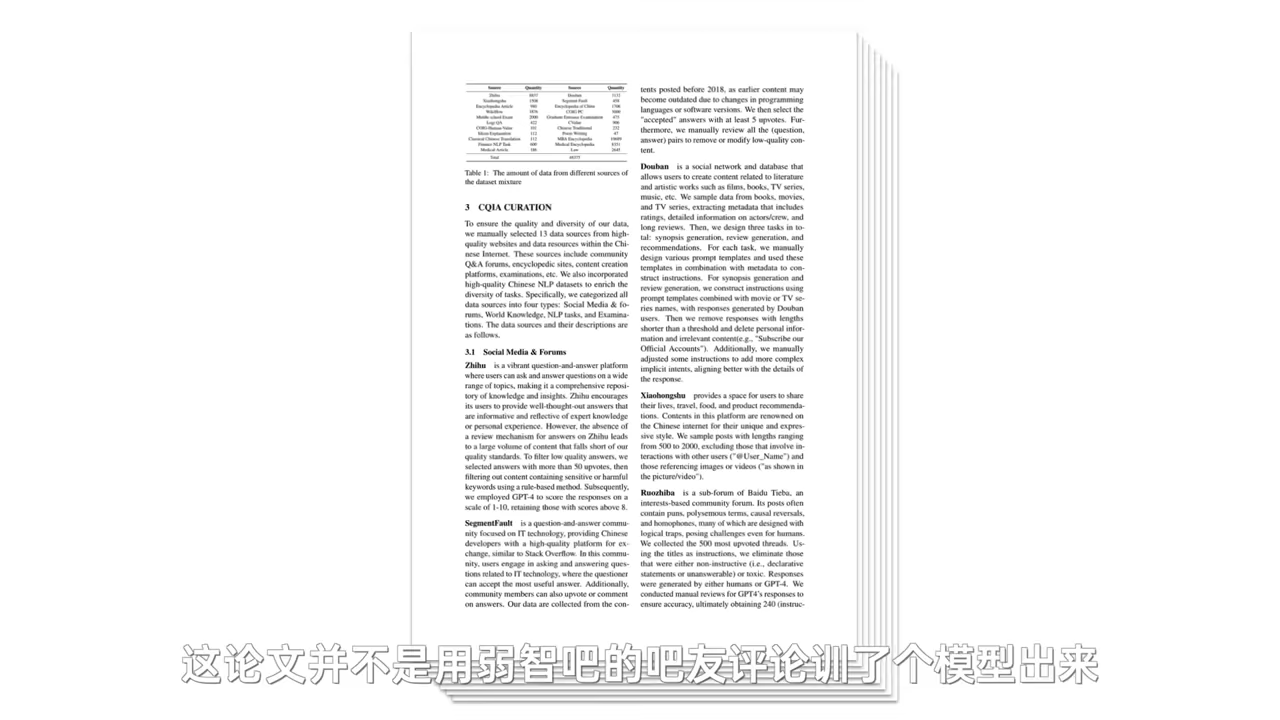 Source Quantity Source Quantity
Total
Table 1: The amount of data from different sources of
the dataset mixture
3 CQIA CURATION
To ensure the quality and diversity of our data,
we manually selected 13 data sources from high-
quality websites and data resources within the Chi-
nese Internet. These sources include community
Q&A forums, encyclopedic sites, content creation
platforms, examinations, etc. We also incorporated
high-quality Chinese NLP datasets to enrich the
diversity of tasks. Specifically, we categorized all
data sources into four types: Social Media & fo-
rums, World Knowledge, NLP tasks, and Examina-
tions. The data sources and their descriptions are
as follows.
3.1 Social Media & Forums
Zhihu is a vibrant question-and-answer platform
where users can ask and answer questions on a wide
range of topics, making it a comprehensive reposi-
tory of knowledge and insights. Zhihu encourages
its users to provide well-thought-out answers that
are informative and reflective of expert knowledge
or personal experience. However, the absence of
a review mechanism for answers on Zhihu leads
to a large volume of content that falls short of our
quality standards. To filter low quality answers, we
selected answers with more than 50 upvotes, then
filtering out content containing sensitive or harmful
keywords using a rule-based method. Subsequently,
we employed GPT-4 to score the responses on a
scale of 1-10, retaining those with scores above 8.
SegmentFault is a question-and-answer commu-
nity focused on IT technology, providing Chinese
developers with a high-quality platform for ex-
change, similar to Stack Overflow. In this commu-
nity, users engage in asking and answering ques-
tions related to IT technology, where the questioner
can accept the most useful answer. Additionally,
community members can also upvote or comment
on answers. Our data are collected from the con-
tents posted before 2018, as earlier content may
become outdated due to changes in programming
languages or software versions. We then select the
"accepted" answers with at least 5 upvotes. Fur-
thermore, we manually review all the (question,
answer) pairs to remove or modify low-quality con-
tent.
Douban is a social network and database that
allows users to create content related to literature
and artistic works such as films, books, TV series,
music, etc. We sample data from books, movies,
and TV series, extracting metadata that includes
ratings, detailed information on actors/crew, and
long reviews. Then, we design three tasks in to-
tal: synopsis generation, review generation, and
recommendations. For each task, we manually
design various prompt templates and used these
templates in combination with metadata to con-
struct instructions. For synopsis generation and
review generation, we construct instructions using
prompt templates combined with movie or TV se-
ries names, with responses generated by Douban
users. Then we remove responses with lengths
shorter than a threshold and delete personal infor-
mation and irrelevant content(e.g., "Subscribe our
Official Accounts"). Additionally, we manually
adjusted some instructions to add more complex
implicit intents, aligning better with the details of
the response.
Xiaohongshu provides a space for users to share
their lives, travel, food, and product recommenda-
tions. Contents in this platform are renowned on
the Chinese internet for their unique and expres-
sive style. We sample posts with lengths ranging
from 500 to 2000, excluding those that involve in-
teractions with other users ("@User_Name") and
those referencing images or videos ("as shown in
the picture/video").
Ruozhiba is a sub-forum of Baidu Tieba, an
interests-based community forum. Its posts often
contain puns, polysemous terms, causal reversals,
and homophones, many of which are designed with
logical traps, posing challenges even for humans.
We collected the 500 most upvoted threads. Us-
ing the titles as instructions, we eliminate those
that were either non-instructive (i.e., declarative
statements or unanswerable) or toxic. Responses
were generated by either humans or GPT-4. We
conducted manual reviews for GPT4's responses to
ensure accuracy, ultimately obtaining 240 (instruc-
这论文并不是用弱智吧的吧友评论训了个模型出来